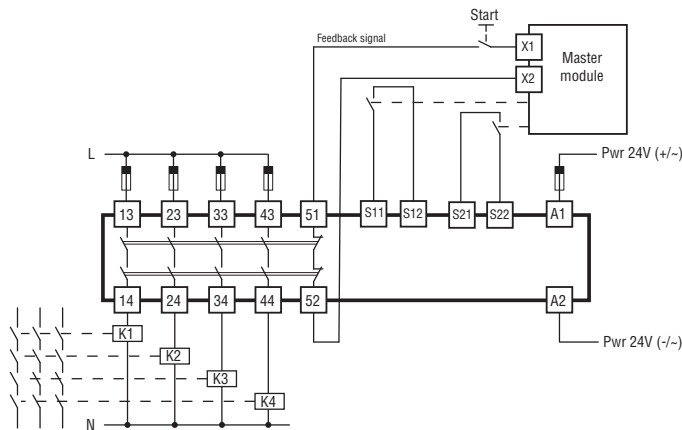 Start
Feedback signal
X1
Master
module
X2
L
Pwr 24V (+/~)
13 23 33 43 51 S11 S12 S21 S22 A1
14 24 34 44 52 A2
K1
Pwr 24V (-/~)
K2
K3
K4
N